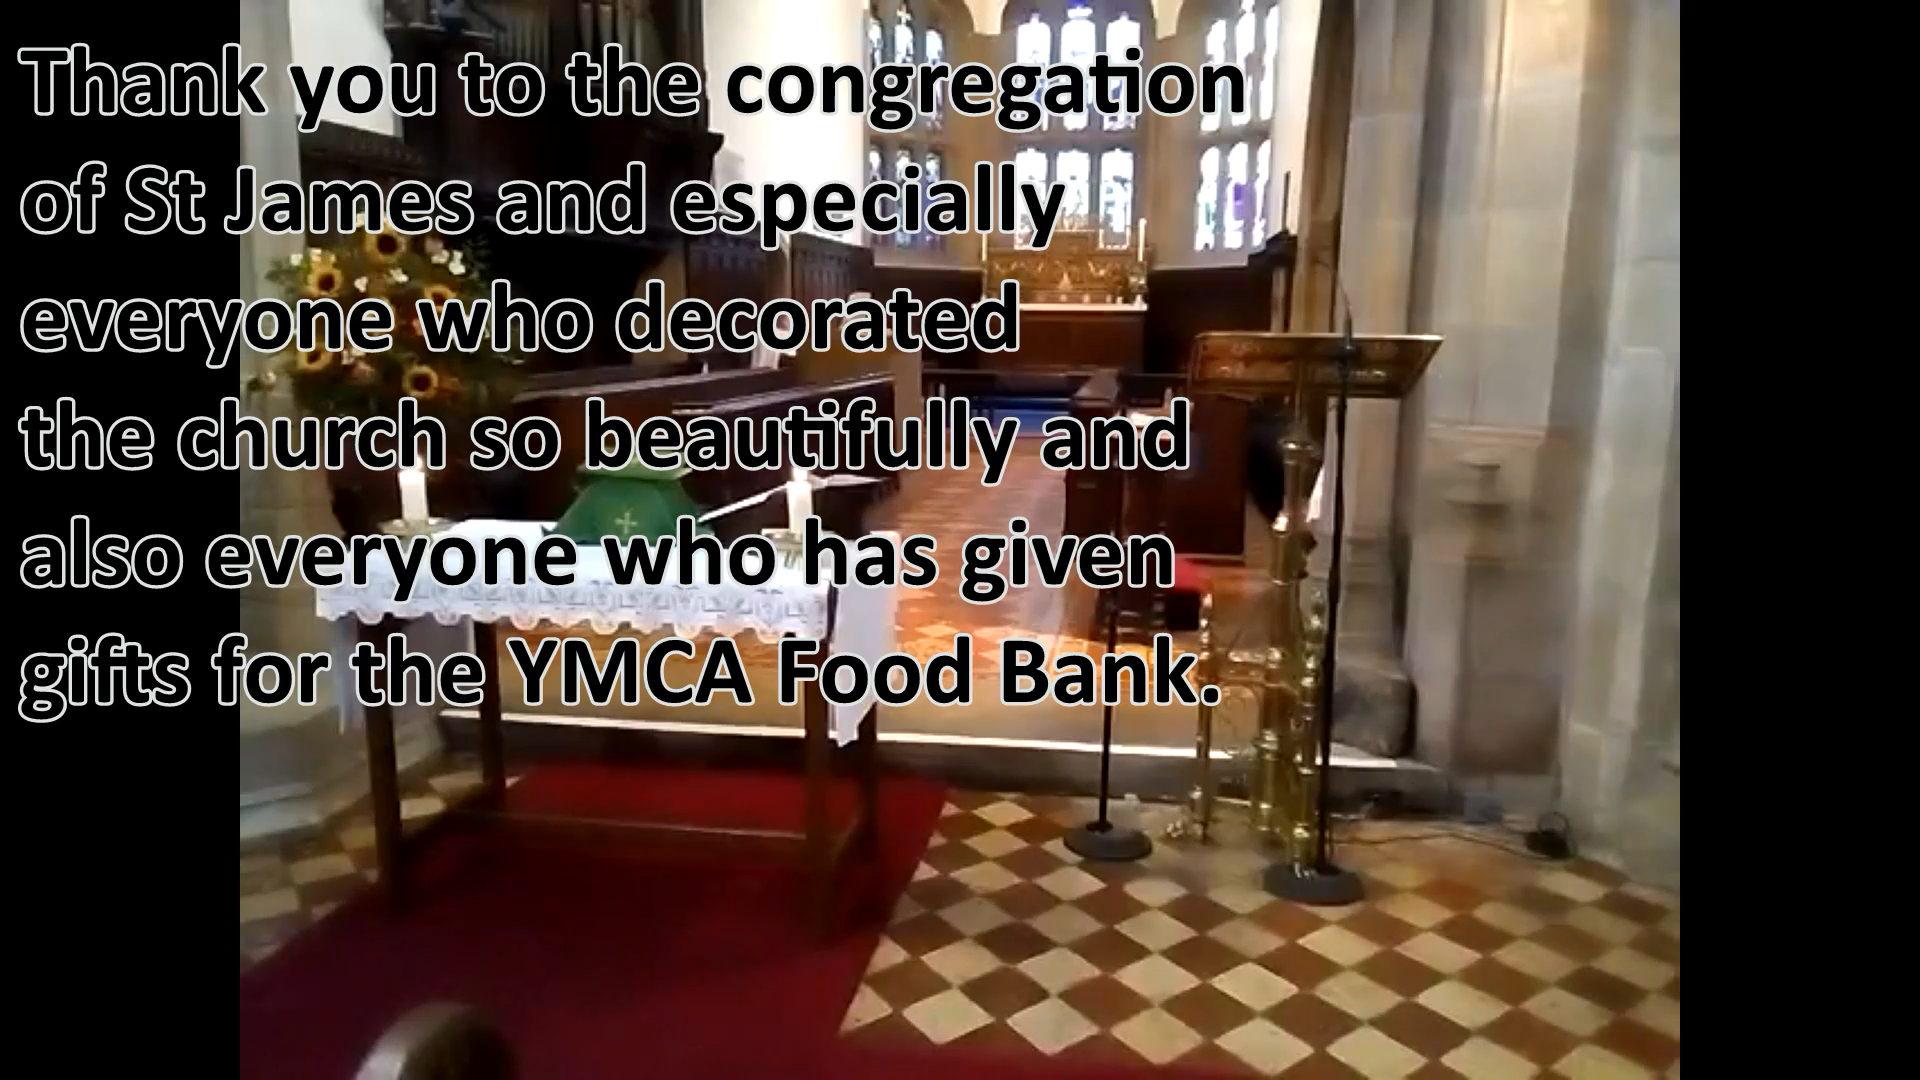 Thank you to the congregation
of St James and especially
everyone who decorated
the church so beautifully and
also everyone who has given
gifts for the YMCA Food Bank.